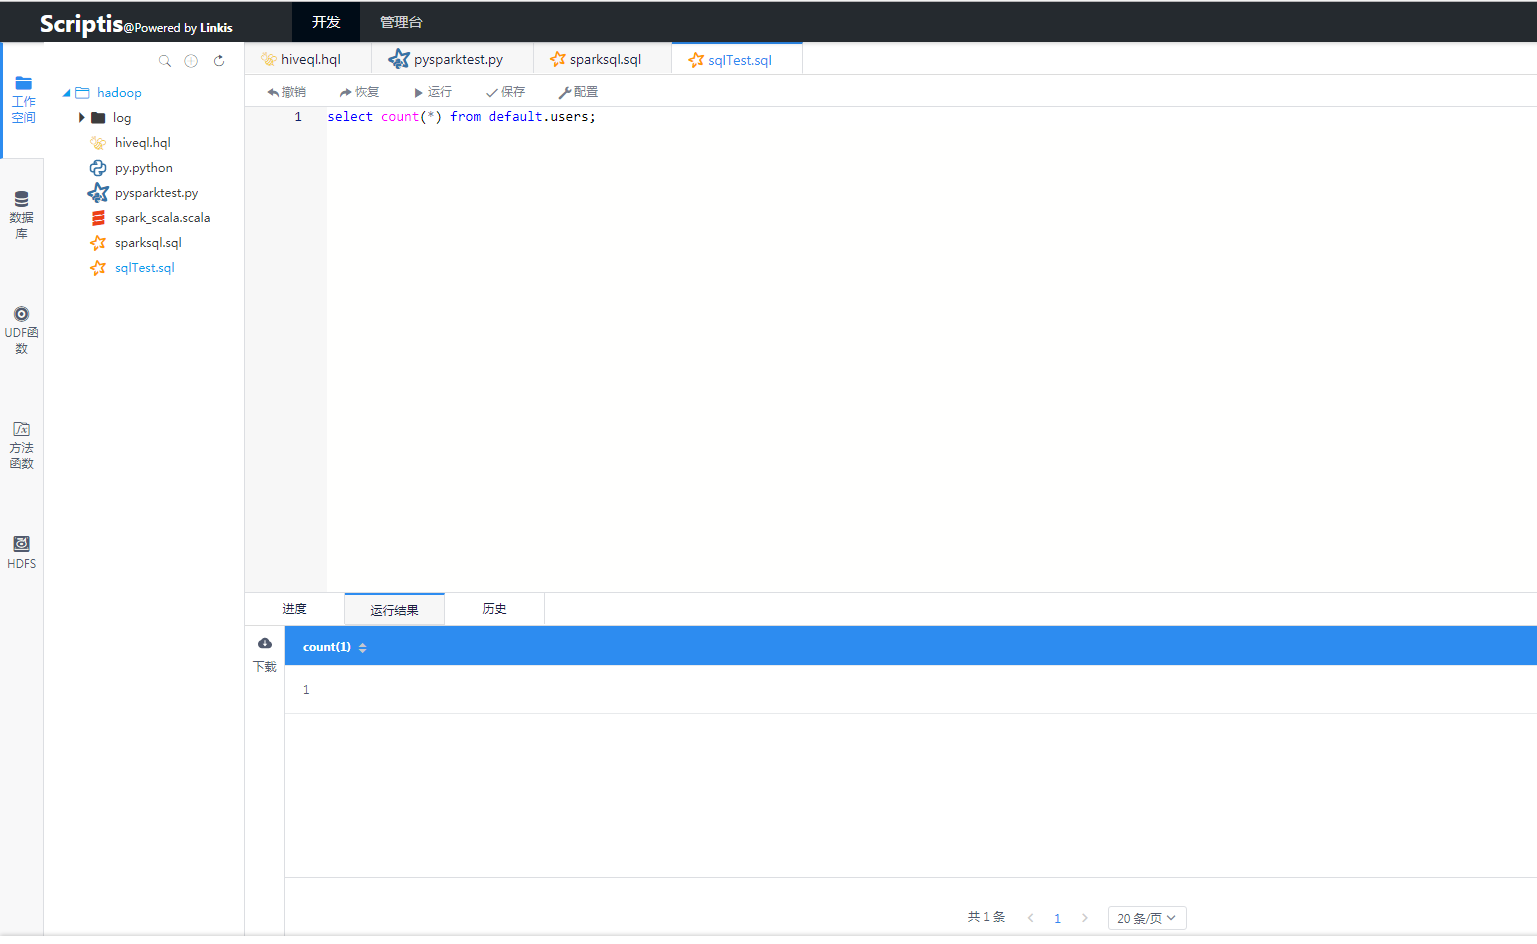 Scriptis@Powered by Linkis
开发
管理台
工作
空间
数据
库
UDF函
数
方法
函数
HDFS
hadoop
log
hiveql.hql
py.python
pysparktest.py
spark_scala.scala
sparksql.sql
sqlTest.sql
hiveql.hql
pysparktest.py
sparksql.sql
sqlTest.sql
撤销
恢复
运行
保存
配置
1 select count(*) from default.users;
进度
运行结果
历史
下载
count(1)
1
共 1 条
1
20 条/页